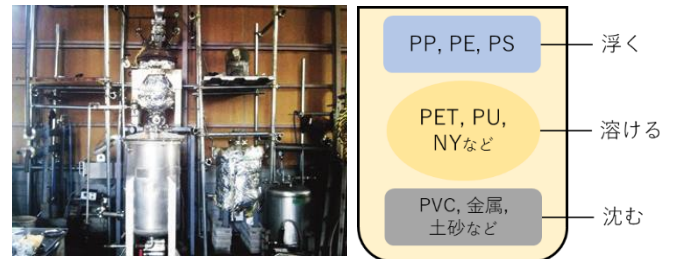 PP, PE, PS
浮く
PET, PU,
NYなど
溶ける
PVC, 金属,
土砂など
沈む